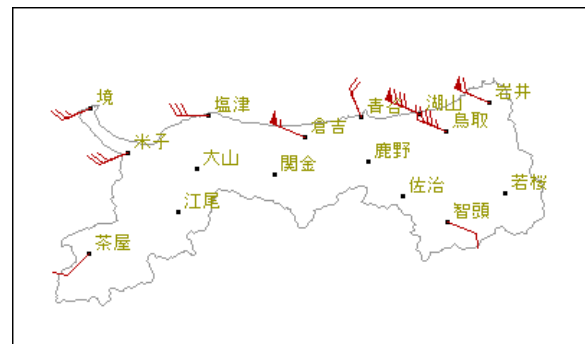 境
塩津
青谷
湖山
岩井
米子
倉吉
鳥取
大山
関金
鹿野
佐治
若桜
江尾
智頭
茶屋